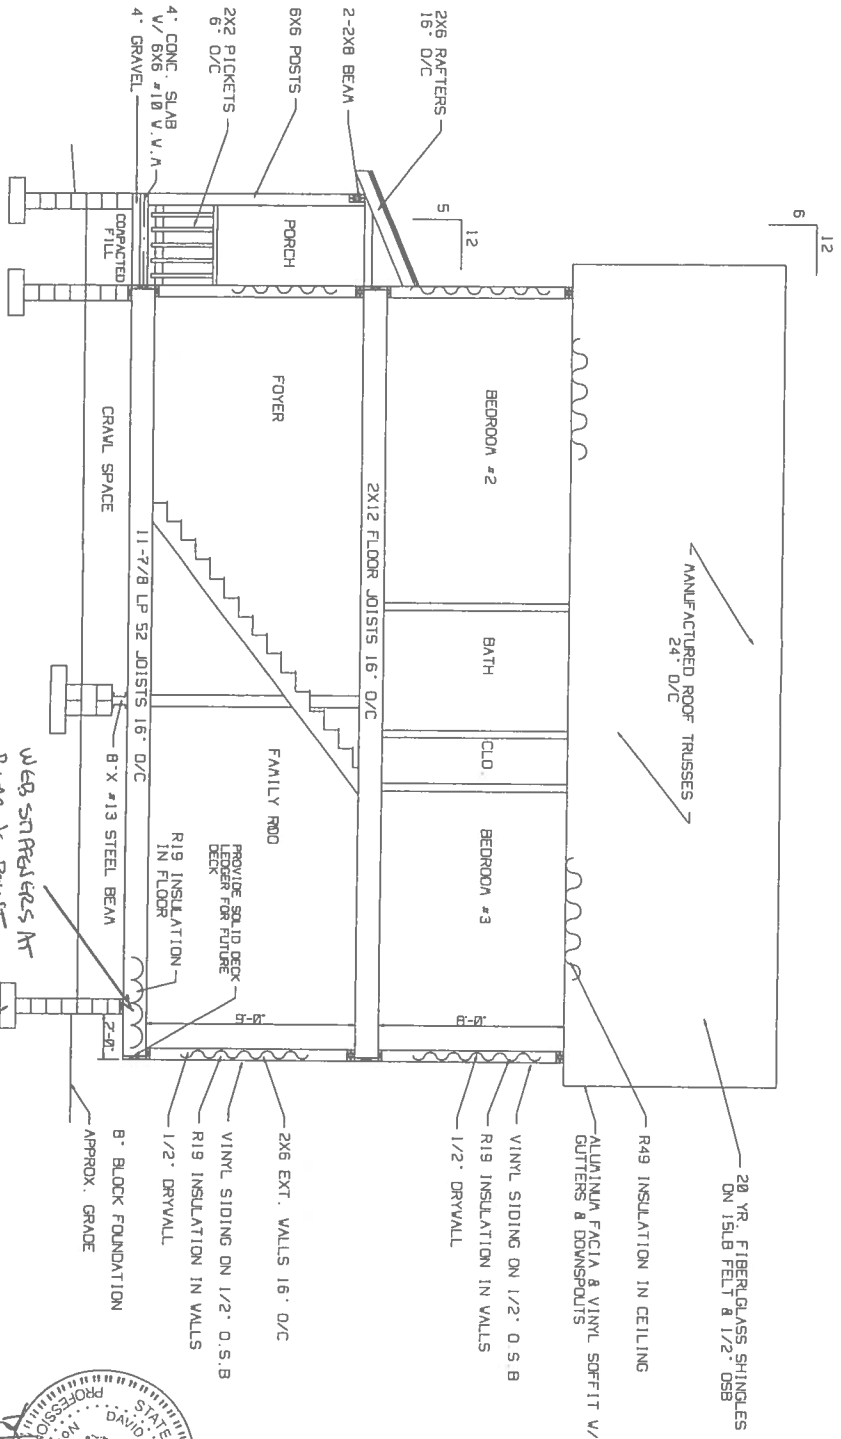 12
6
20 YR. FIBERLGLASS SHINGLES
ON 15LB FELT & 1/2" OSB
MANUFACTURED ROOF TRUSSES
24" O/C
R49 INSULATION IN CEILING
ALUMINUM FACIA & VINYL SOFFIT W/
GUTTERS & DOWNSPOUTS
2X6 RAFTERS
16" O/C
12
5
2-2X8 BEAM
6X6 POSTS
2X2 PICKETS
6" O/C
4" CONC. SLAB
W/ 6X6 #10 W.W.M
4" GRAVEL
BEDROOM #2
BATH
CLO.
BEDROOM #3
8'-0"
VINYL SIDING ON 1/2" O.S.B
R19 INSULATION IN WALLS
1/2" DRYWALL
2X12 FLOOR JOISTS 16" O/C
PORCH
FOYER
FAMILY ROO
9'-0"
2X6 EXT. WALLS 16" O/C
VINYL SIDING ON 1/2" O.S.B
R19 INSULATION IN WALLS
1/2" DRYWALL
PROVIDE SOLID DECK
LEDGER FOR FUTURE
DECK
R19 INSULATION
IN FLOOR
11-7/8 LP 52 JOISTS 16" O/C
COMPACTED
FILL
CRAWL SPACE
8"X #13 STEEL BEAM
2'-0"
8" BLOCK FOUNDATION
APPROX. GRADE
WEB STIFFENERS AT
STATE
DAVID
PROFESSIO